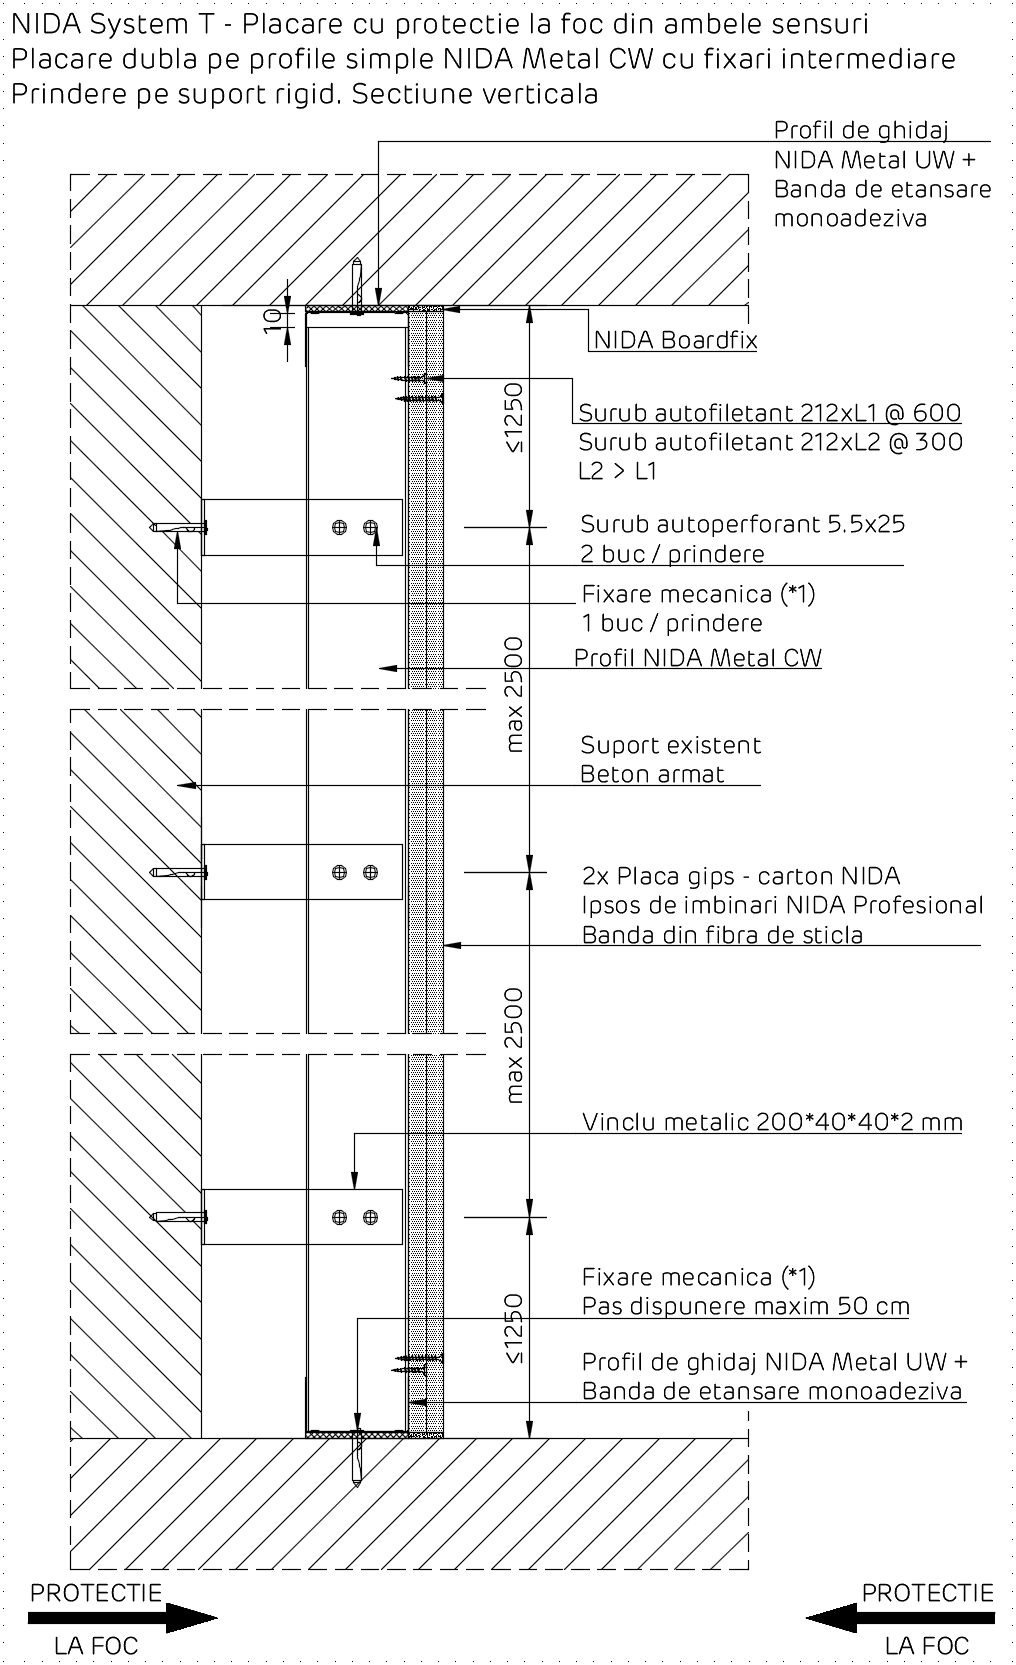 NIDA System T - Placare cu protectie la foc din ambele sensuri
Placare dubla pe profile simple NIDA Metal CW cu fixari intermediare
Prindere pe suport rigid. Sectiune verticala
Profil de ghidaj
NIDA Metal UW +
Banda de etansare
monoadeziva
10
NIDA Boardfix
≤1250
Surub autofiletant 212xL1 @ 600
Surub autofiletant 212xL2 @ 300
L2 > L1
Surub autoperforant 5.5x25
2 buc / prindere
Fixare mecanica (*1)
1 buc / prindere
Profil NIDA Metal CW
max 2500
Suport existent
Beton armat
2x Placa gips - carton NIDA
Ipsos de imbinari NIDA Profesional
Banda din fibra de sticla
max 2500
Vinclu metalic 200*40*40*2 mm
Fixare mecanica (*1)
Pas dispunere maxim 50 cm
≤1250
Profil de ghidaj NIDA Metal UW +
Banda de etansare monoadeziva
PROTECTIE
LA FOC
PROTECTIE
LA FOC